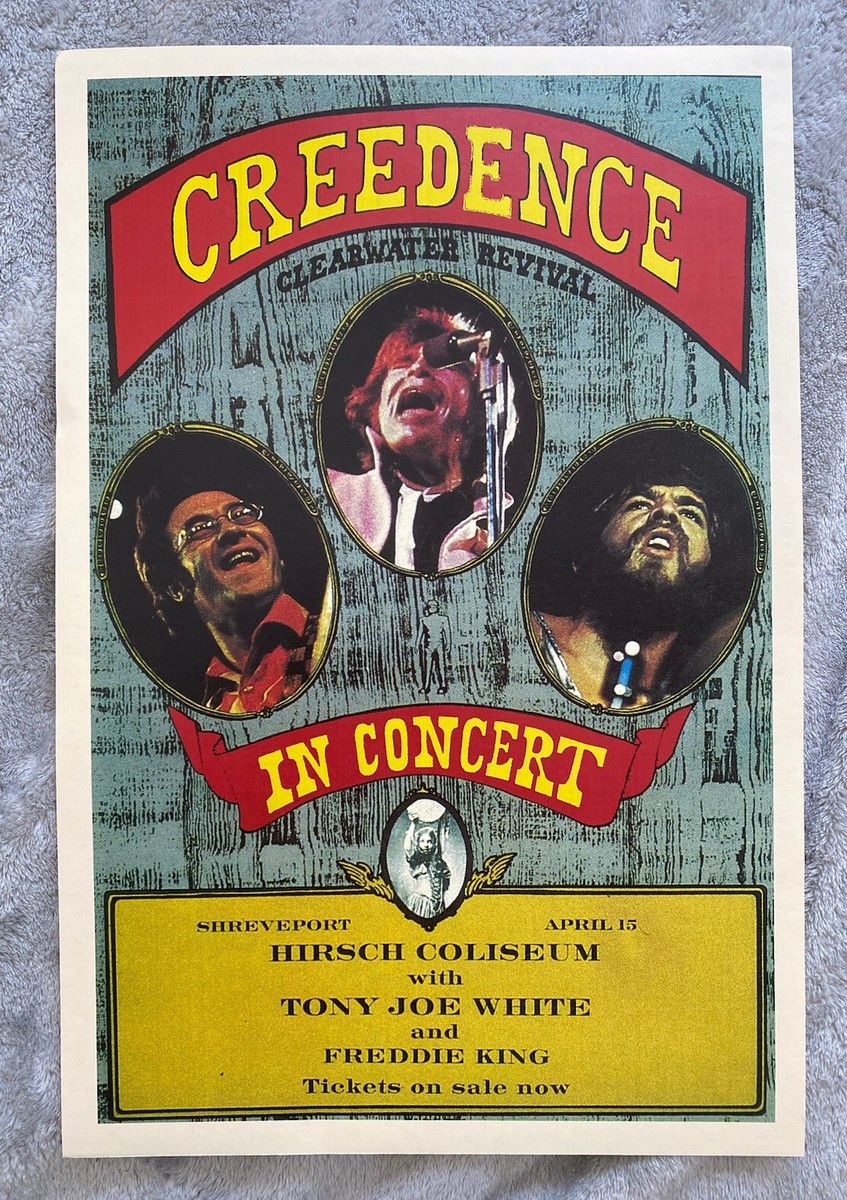 CREEDENCE
CLEARWATER REVIVAL
IN CONCERT
SHREVEPORT APRIL 15
HIRSCH COLISEUM
with
TONY JOE WHITE
and
FREDDIE KING
Tickets on sale now